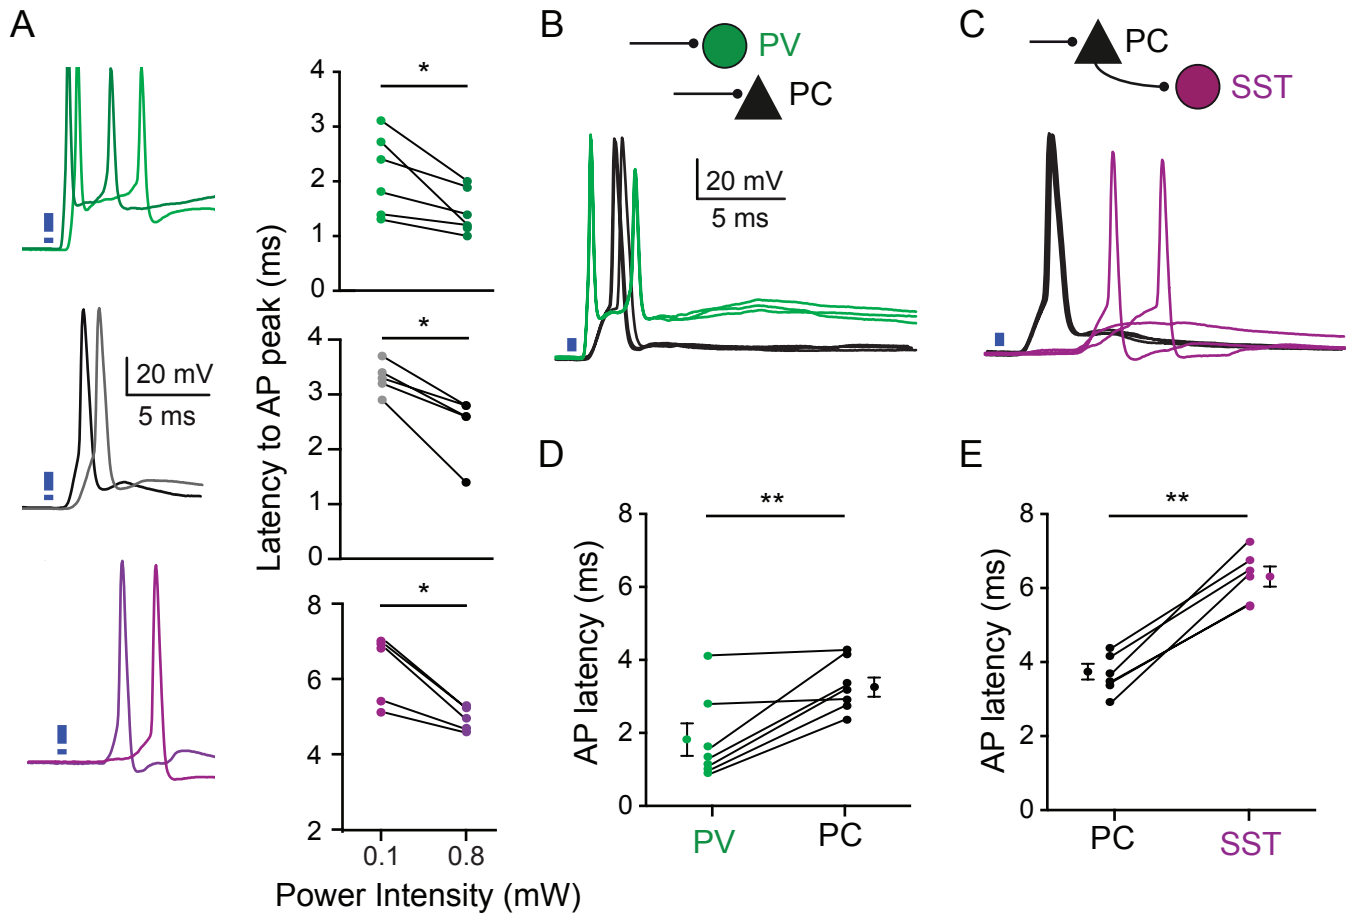 A
20 mV
5 ms
Latency to AP peak (ms)
4
*
3
2
1
0
4
*
3
2
1
0
8
*
6
4
2
0.1 0.8
Power Intensity (mW)
B
PV
PC
20 mV
5 ms
C
PC
SST
D
AP latency (ms)
8
**
6
4
2
0
PV PC
E
AP latency (ms)
8
**
6
4
2
0
PC SST